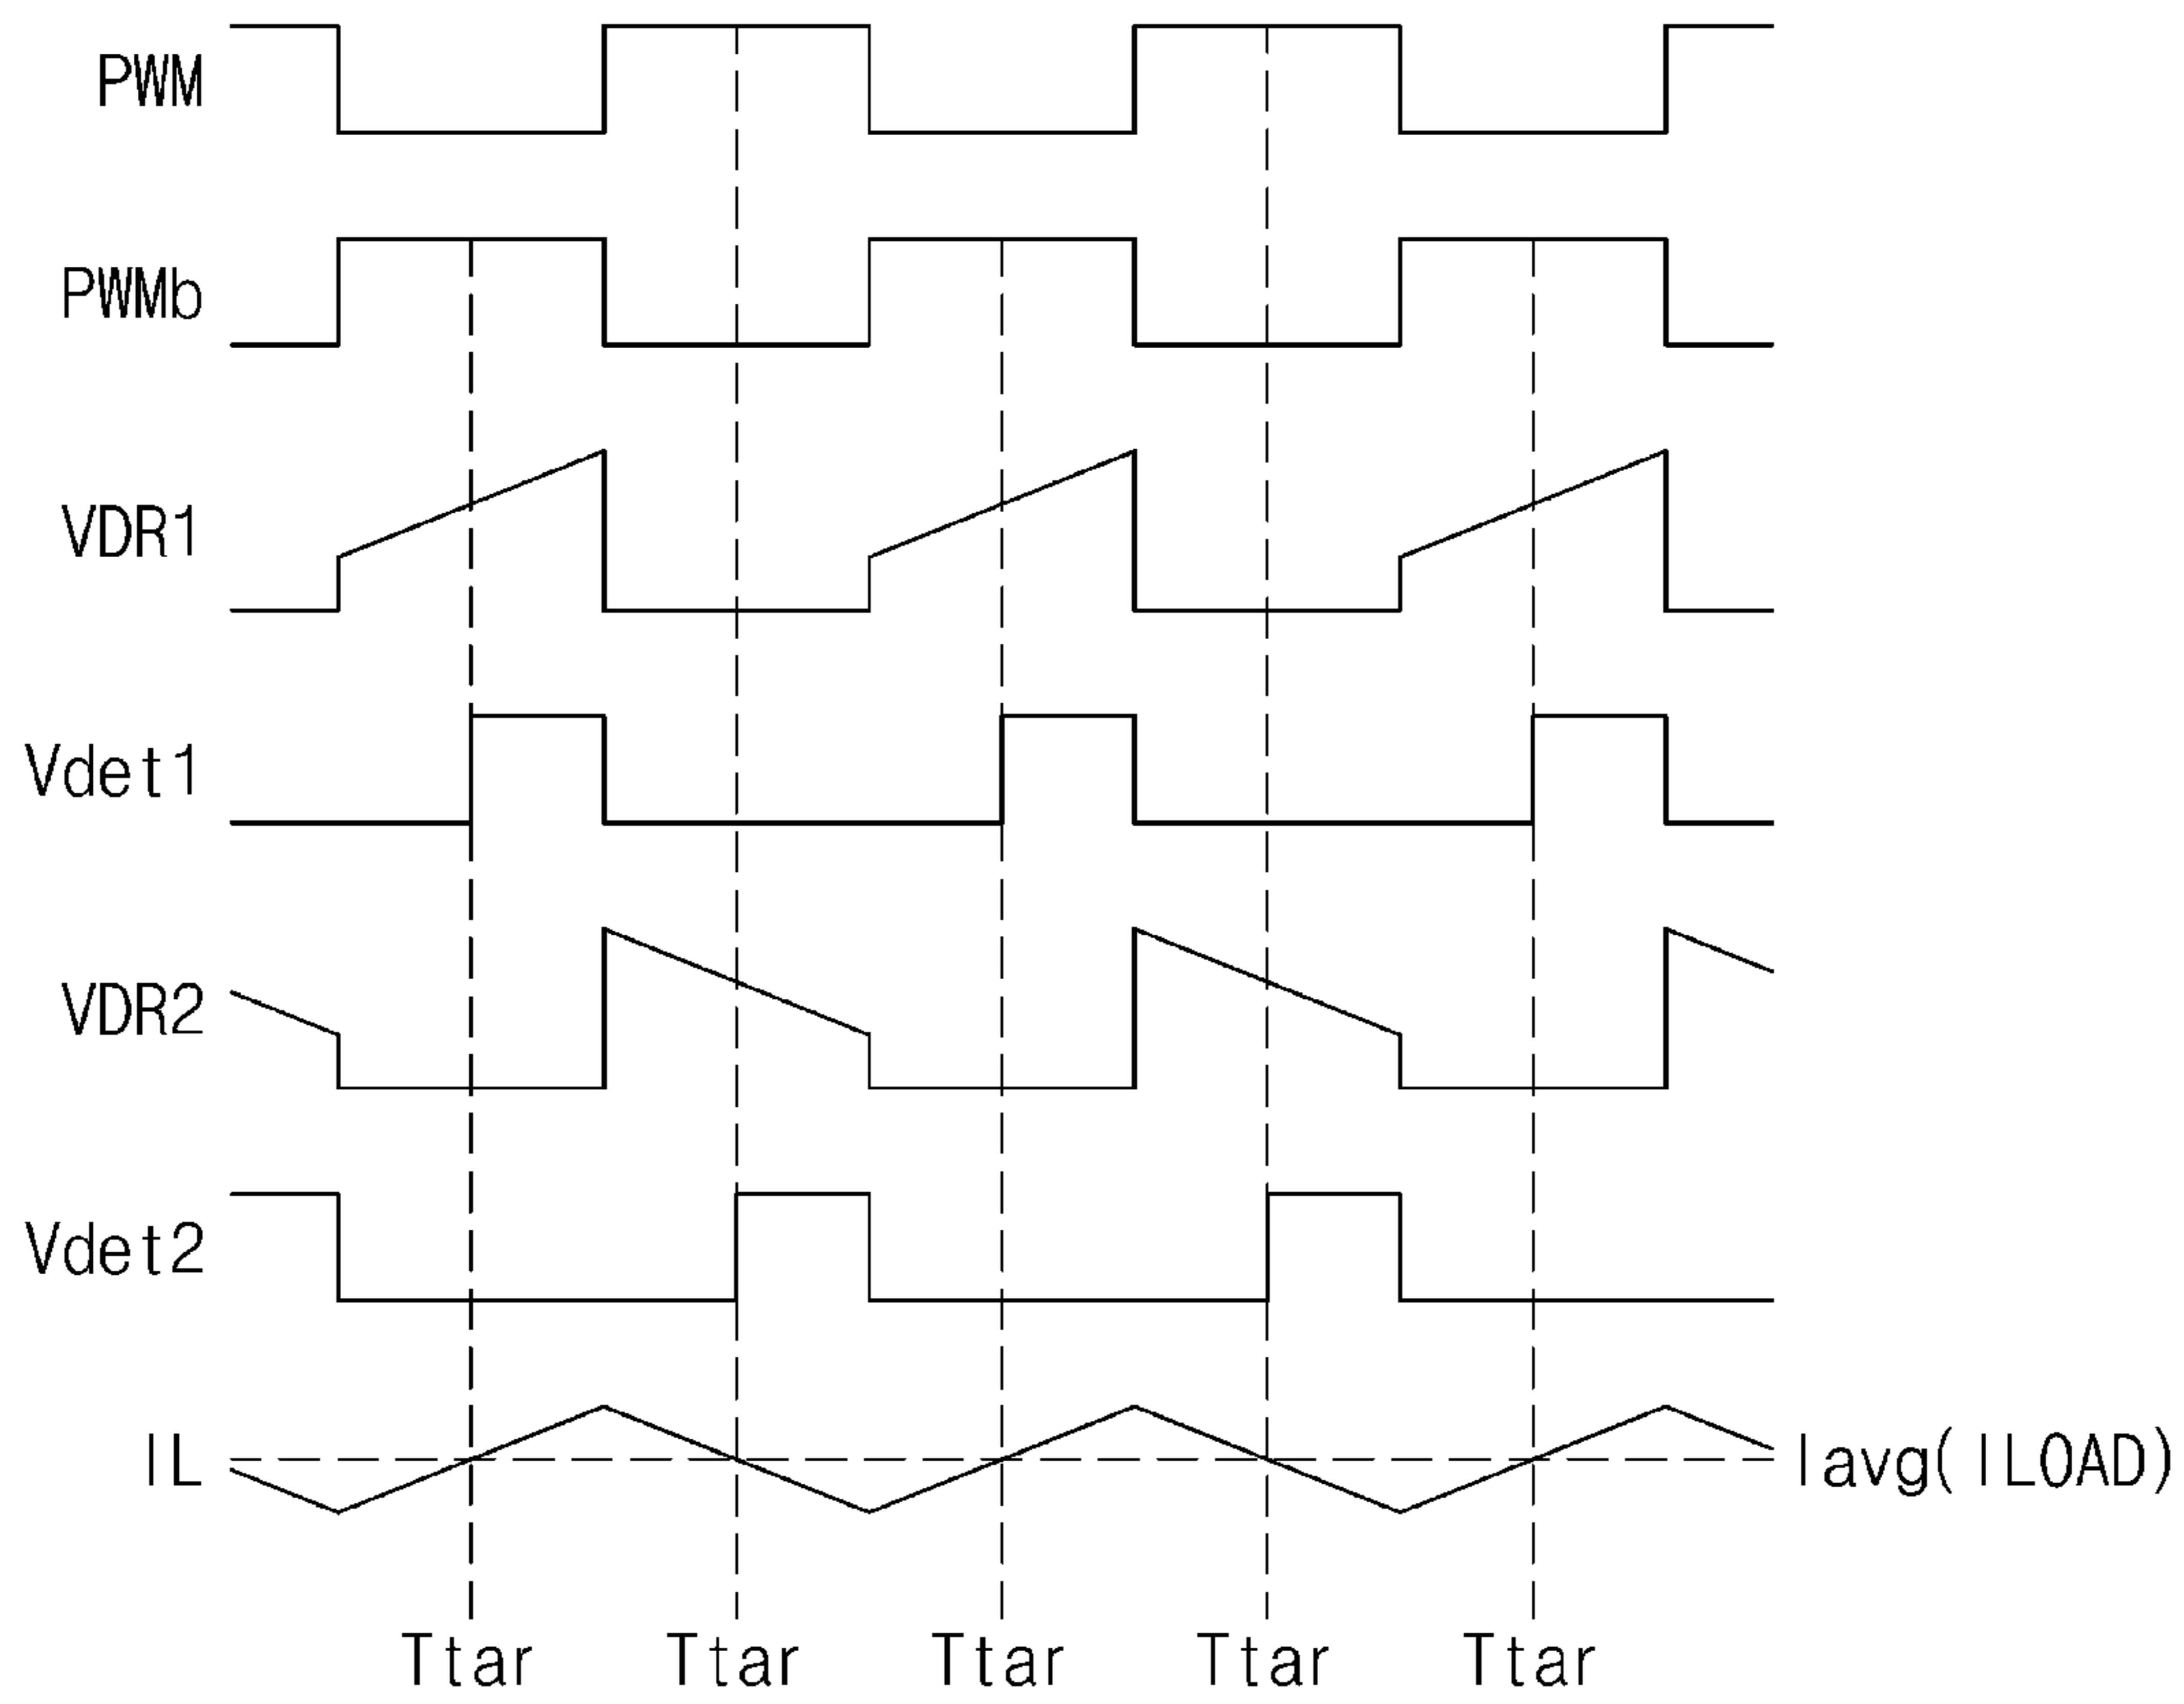 PWM
PWMb
VDR1
Vdet1
VDR2
Vdet2
IL
Iavg(ILOAD)
Ttar Ttar Ttar Ttar Ttar